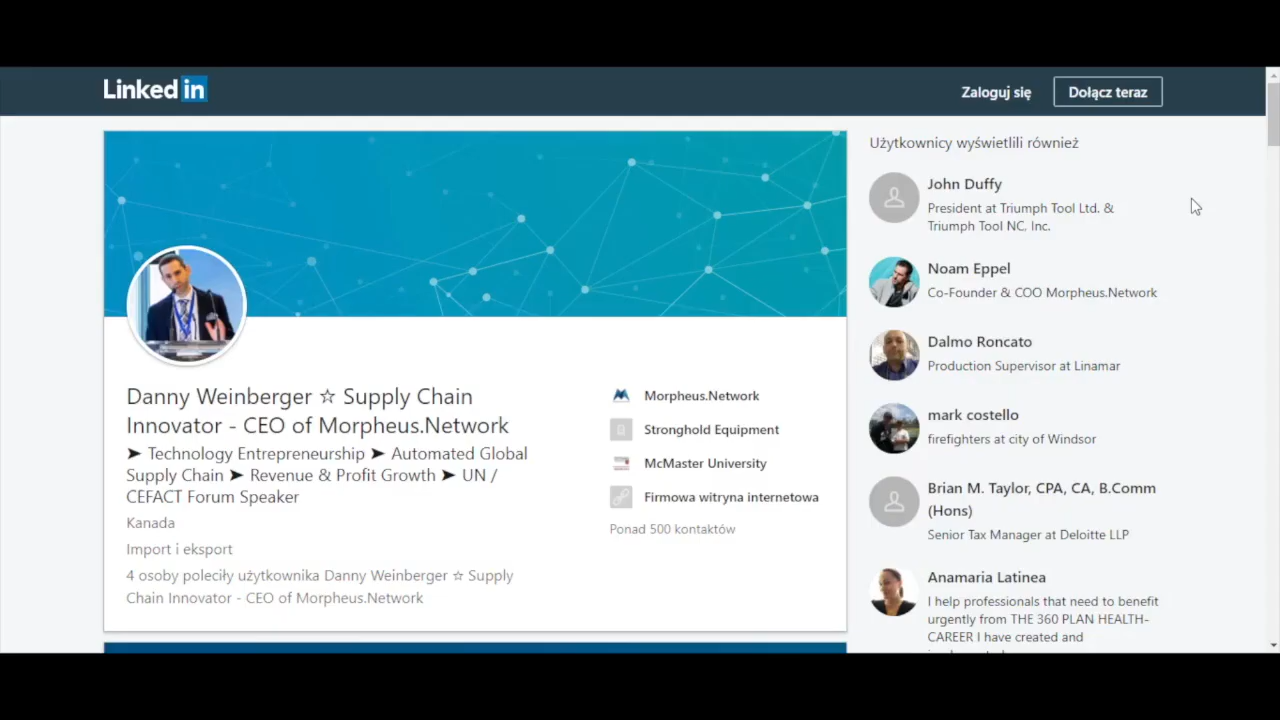 Linked in
Zaloguj się
Dołącz teraz
Danny Weinberger ☆ Supply Chain
Innovator - CEO of Morpheus.Network
➤ Technology Entrepreneurship ➤ Automated Global
Supply Chain ➤ Revenue & Profit Growth ➤ UN /
CEFACT Forum Speaker
Kanada
Import i eksport
4 osoby poleciły użytkownika Danny Weinberger ☆ Supply
Chain Innovator - CEO of Morpheus.Network
Morpheus.Network
Stronghold Equipment
McMaster University
Firmowa witryna internetowa
Ponad 500 kontaktów
Użytkownicy wyświetlili również
John Duffy
President at Triumph Tool Ltd. &
Triumph Tool NC, Inc.
Noam Eppel
Co-Founder & COO Morpheus.Network
Dalmo Roncato
Production Supervisor at Linamar
mark costello
firefighters at city of Windsor
Brian M. Taylor, CPA, CA, B.Comm
(Hons)
Senior Tax Manager at Deloitte LLP
Anamaria Latinea
I help professionals that need to benefit
urgently from THE 360 PLAN HEALTH-
CAREER I have created and